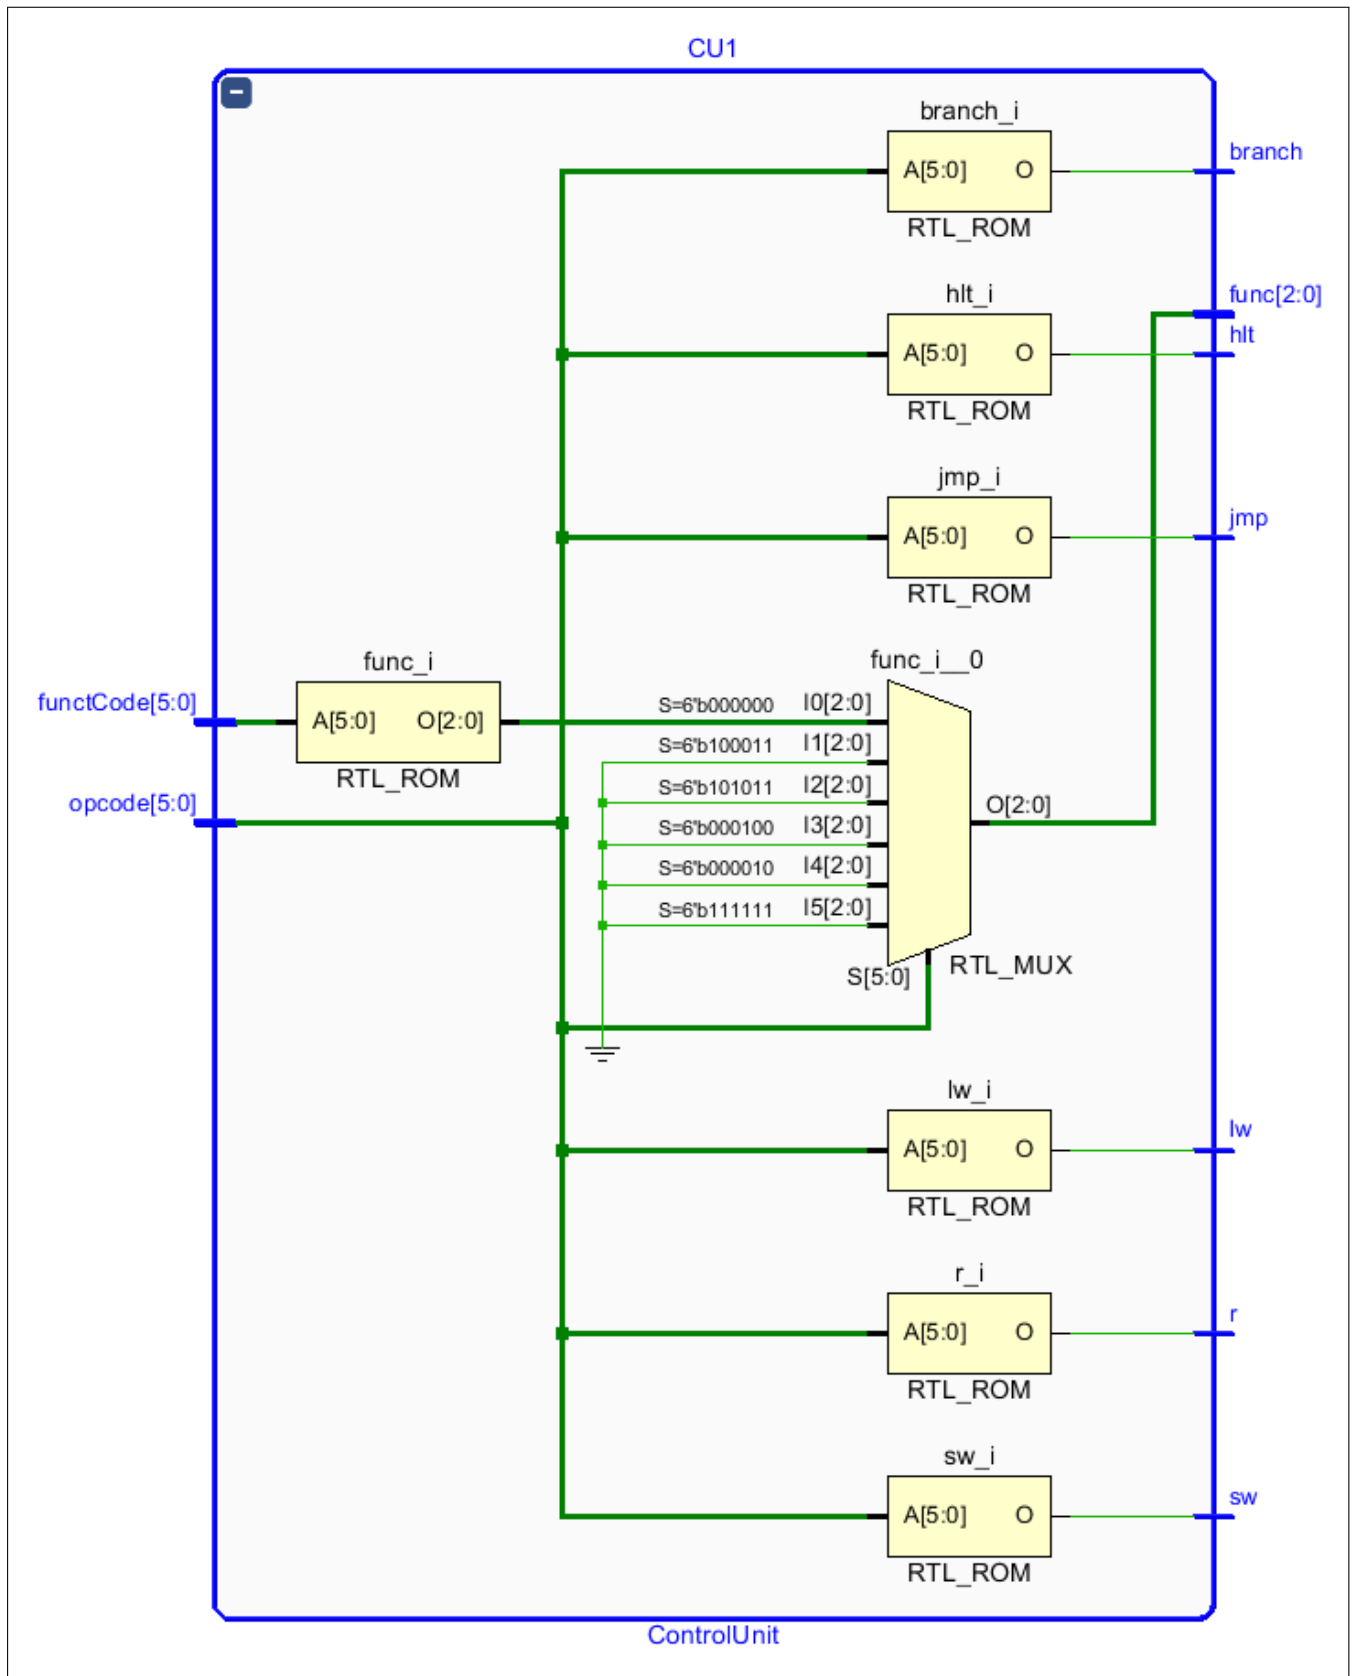 CU1
−
branch_i
A[5:0] O
RTL_ROM
branch
hlt_i
A[5:0] O
RTL_ROM
func[2:0]
hlt
jmp_i
A[5:0] O
RTL_ROM
jmp
functCode[5:0]
opcode[5:0]
func_i
A[5:0] O[2:0]
RTL_ROM
func_i__0
S=6'b000000 I0[2:0]
S=6'b100011 I1[2:0]
S=6'b101011 I2[2:0]
S=6'b000100 I3[2:0]
S=6'b000010 I4[2:0]
S=6'b111111 I5[2:0]
O[2:0]
S[5:0] RTL_MUX
lw_i
A[5:0] O
RTL_ROM
lw
r_i
A[5:0] O
RTL_ROM
r
sw_i
A[5:0] O
RTL_ROM
sw
ControlUnit